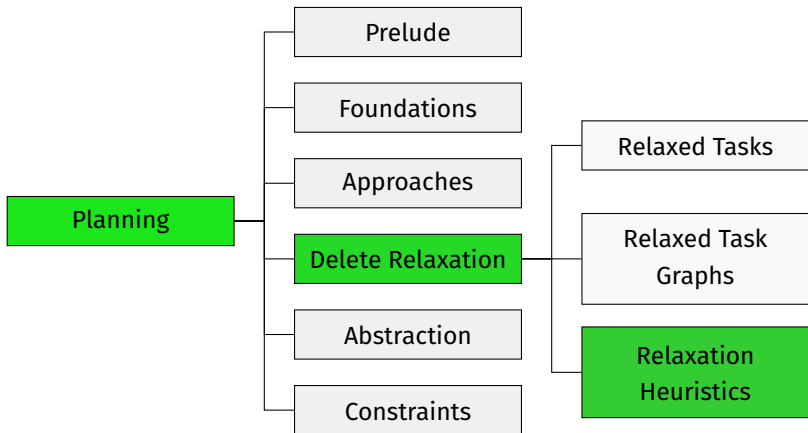 Planning
Prelude
Foundations
Approaches
Delete Relaxation
Abstraction
Constraints
Relaxed Tasks
Relaxed Task
Graphs
Relaxation
Heuristics